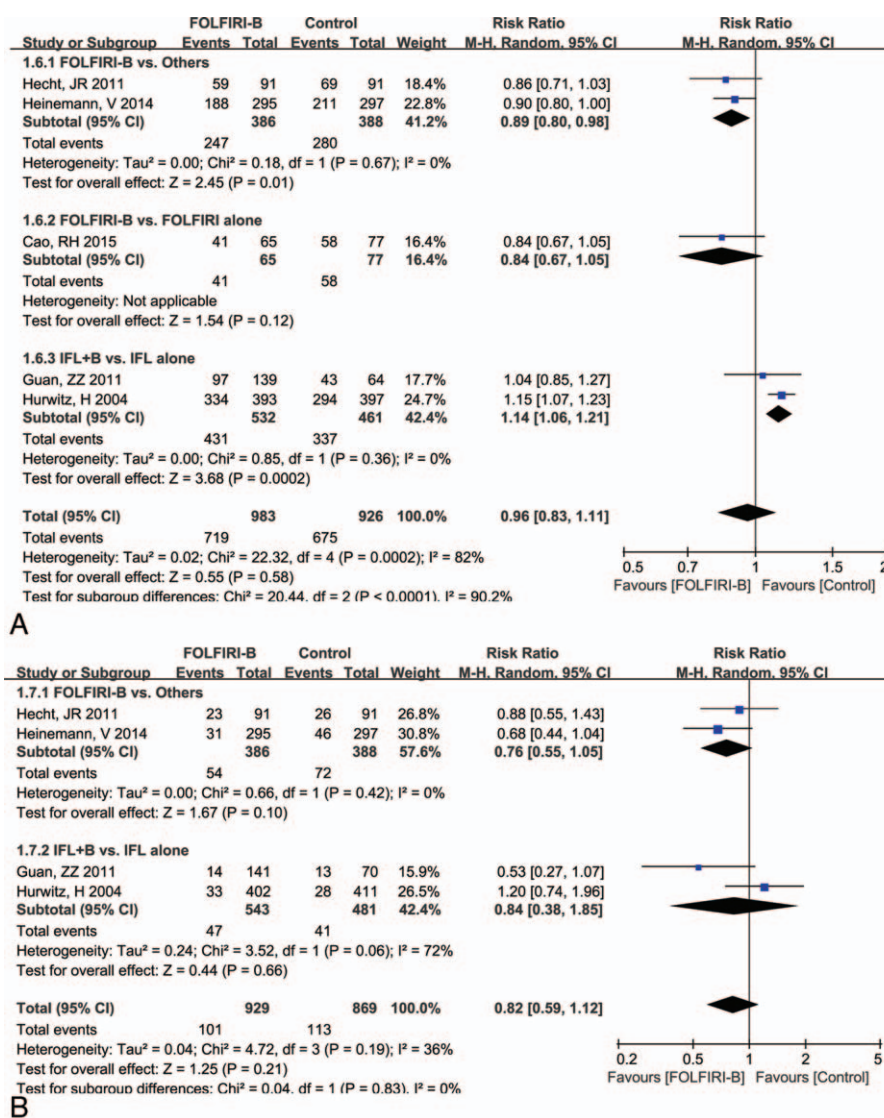 FOLFIRI-B Control Risk Ratio Risk Ratio
Study or Subgroup Events Total Events Total Weight M-H. Random. 95% CI M-H. Random. 95% CI
1.6.1 FOLFIRI-B vs. Others
Hecht, JR 2011 59 91 69 91 18.4% 0.86 [0.71, 1.03]
Heinemann, V 2014 188 295 211 297 22.8% 0.90 [0.80, 1.00]
Subtotal (95% CI) 386 388 41.2% 0.89 [0.80, 0.98]
Total events 247 280
Heterogeneity: Tau² = 0.00; Chi² = 0.18, df = 1 (P = 0.67); I² = 0%
Test for overall effect: Z = 2.45 (P = 0.01)
1.6.2 FOLFIRI-B vs. FOLFIRI alone
Cao, RH 2015 41 65 58 77 16.4% 0.84 [0.67, 1.05]
Subtotal (95% CI) 65 77 16.4% 0.84 [0.67, 1.05]
Total events 41 58
Heterogeneity: Not applicable
Test for overall effect: Z = 1.54 (P = 0.12)
1.6.3 IFL+B vs. IFL alone
Guan, ZZ 2011 97 139 43 64 17.7% 1.04 [0.85, 1.27]
Hurwitz, H 2004 334 393 294 397 24.7% 1.15 [1.07, 1.23]
Subtotal (95% CI) 532 461 42.4% 1.14 [1.06, 1.21]
Total events 431 337
Heterogeneity: Tau² = 0.00; Chi² = 0.85, df = 1 (P = 0.36); I² = 0%
Test for overall effect: Z = 3.68 (P = 0.0002)
Total (95% CI) 983 926 100.0% 0.96 [0.83, 1.11]
Total events 719 675
Heterogeneity: Tau² = 0.02; Chi² = 22.32, df = 4 (P = 0.0002); I² = 82%
Test for overall effect: Z = 0.55 (P = 0.58)
Test for subgroup differences: Chi² = 20.44, df = 2 (P < 0.0001), I² = 90.2%
0.5 0.7 1 1.5 2
Favours [FOLFIRI-B] Favours [Control]
A
FOLFIRI-B Control Risk Ratio Risk Ratio
Study or Subgroup Events Total Events Total Weight M-H. Random. 95% CI M-H. Random. 95% CI
1.7.1 FOLFIRI-B vs. Others
Hecht, JR 2011 23 91 26 91 26.8% 0.88 [0.55, 1.43]
Heinemann, V 2014 31 295 46 297 30.8% 0.68 [0.44, 1.04]
Subtotal (95% CI) 386 388 57.6% 0.76 [0.55, 1.05]
Total events 54 72
Heterogeneity: Tau² = 0.00; Chi² = 0.66, df = 1 (P = 0.42); I² = 0%
Test for overall effect: Z = 1.67 (P = 0.10)
1.7.2 IFL+B vs. IFL alone
Guan, ZZ 2011 14 141 13 70 15.9% 0.53 [0.27, 1.07]
Hurwitz, H 2004 33 402 28 411 26.5% 1.20 [0.74, 1.96]
Subtotal (95% CI) 543 481 42.4% 0.84 [0.38, 1.85]
Total events 47 41
Heterogeneity: Tau² = 0.24; Chi² = 3.52, df = 1 (P = 0.06); I² = 72%
Test for overall effect: Z = 0.44 (P = 0.66)
Total (95% CI) 929 869 100.0% 0.82 [0.59, 1.12]
Total events 101 113
Heterogeneity: Tau² = 0.04; Chi² = 4.72, df = 3 (P = 0.19); I² = 36%
Test for overall effect: Z = 1.25 (P = 0.21)
Test for subgroup differences: Chi² = 0.04, df = 1 (P = 0.83), I² = 0%
0.2 0.5 1 2 5
Favours [FOLFIRI-B] Favours [Control]
B